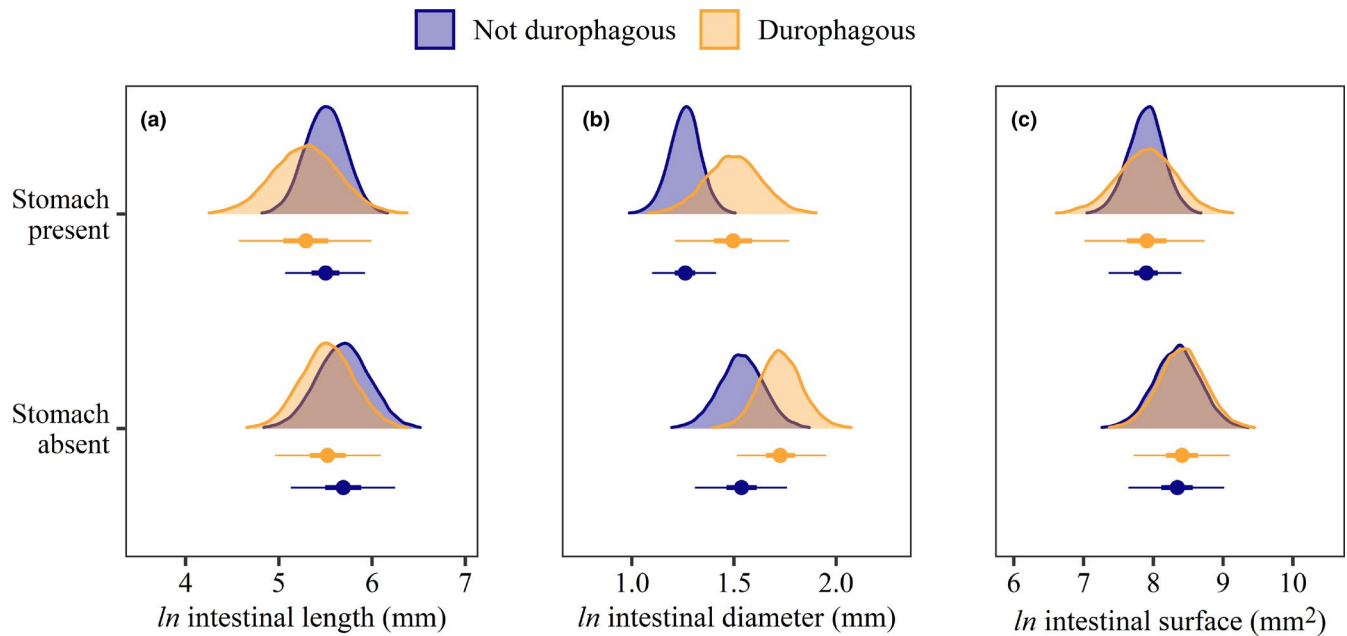 Not durophagous Durophagous
(a) (b) (c)
Stomach
present
Stomach
absent
4 5 6 7 1.0 1.5 2.0 6 7 8 9 10
ln intestinal length (mm) ln intestinal diameter (mm) ln intestinal surface (mm²)